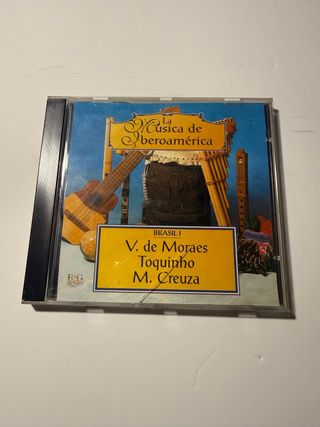 La
Música de
Iberoamérica
BRASIL I
V. de Moraes
Toquinho
M. Creuza